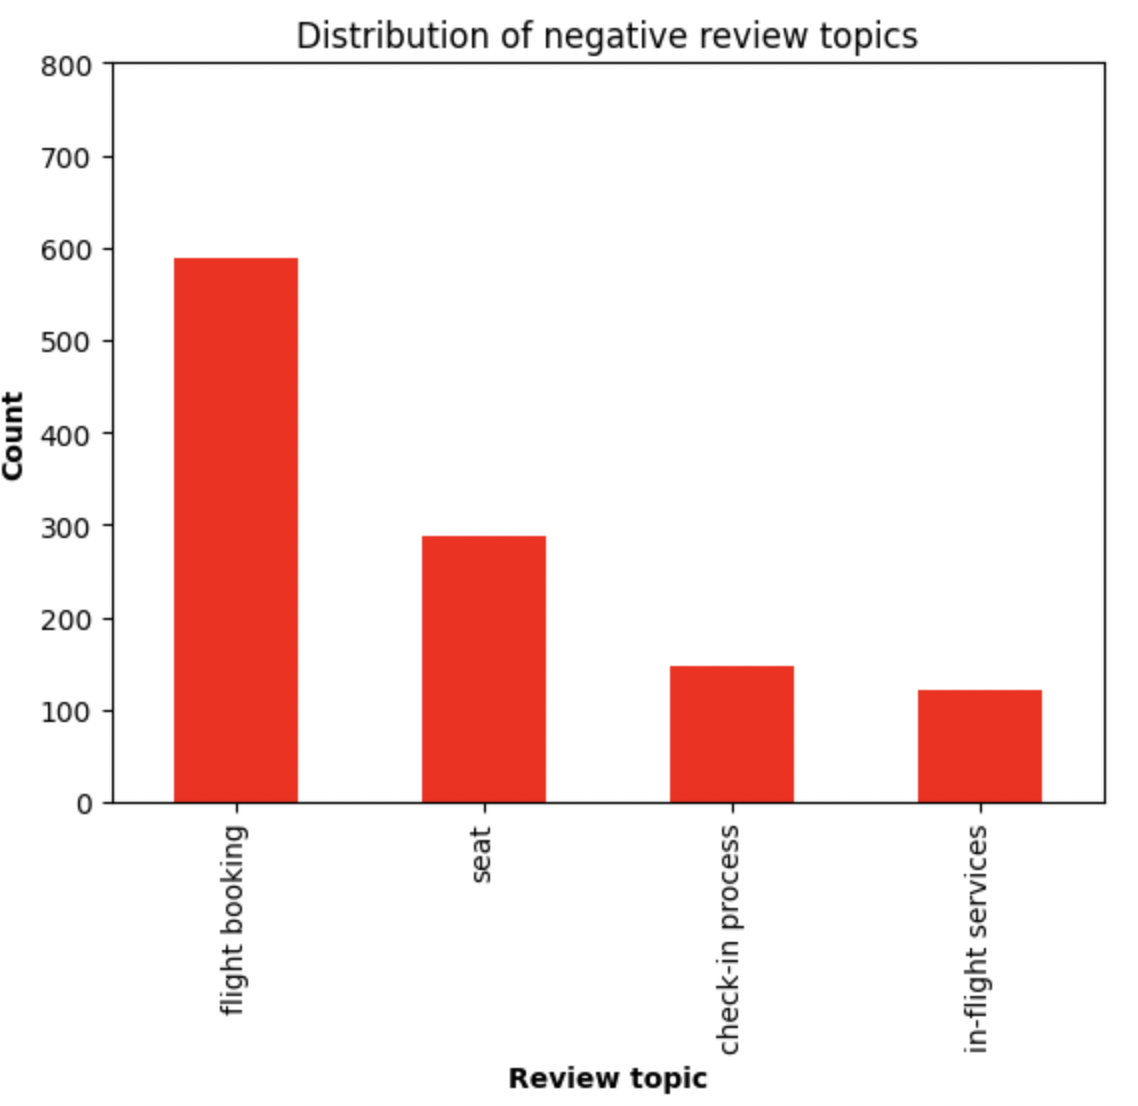 Distribution of negative review topics
800
700
600
500
400
300
200
100
0
Count
flight booking
seat
check-in process
in-flight services
Review topic